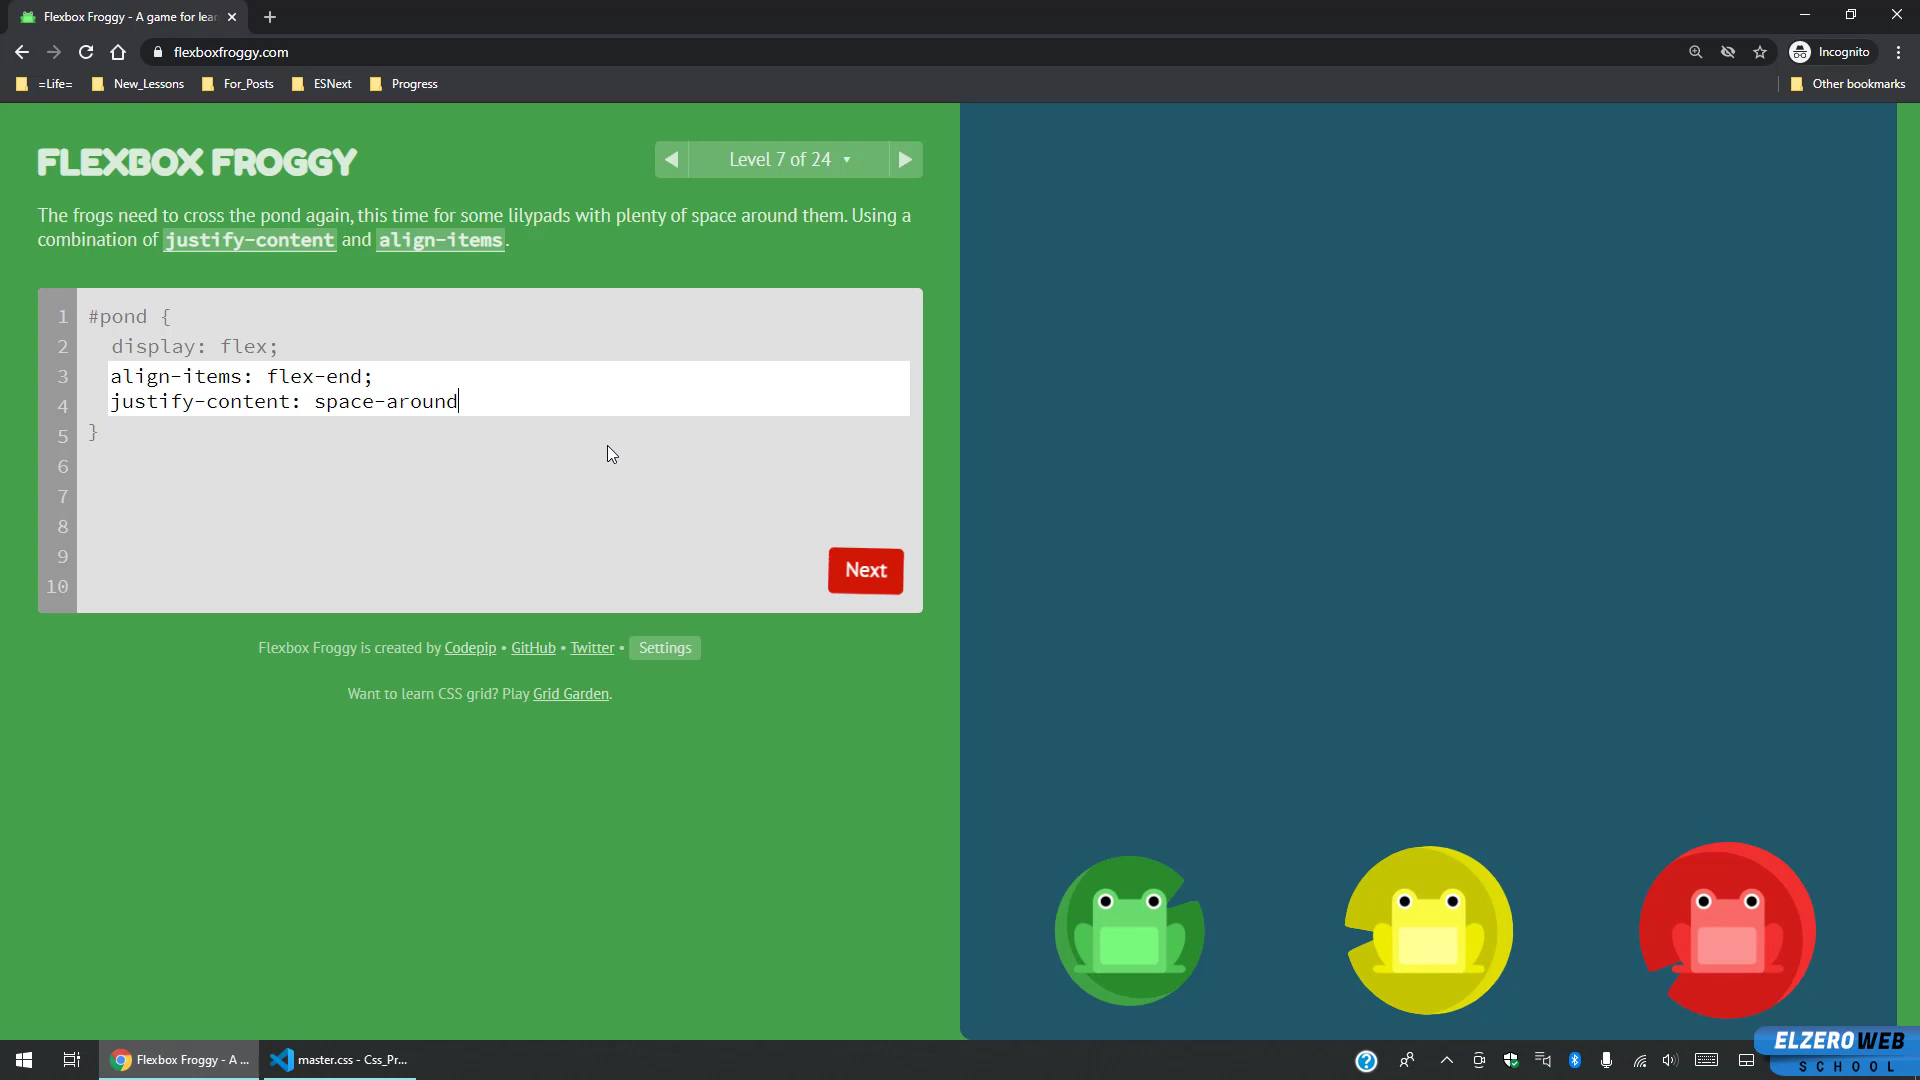 Flexbox Froggy - A game for lear
flexboxfroggy.com
Incognito
=Life=
New_Lessons
For_Posts
ESNext
Progress
Other bookmarks
FLEXBOX FROGGY
Level 7 of 24
The frogs need to cross the pond again, this time for some lilypads with plenty of space around them. Using a
combination of justify-content and align-items.
1 #pond {
2 display: flex;
3 align-items: flex-end;
4 justify-content: space-around
5 }
6
7
8
9
10
Next
Flexbox Froggy is created by Codepip • GitHub • Twitter • Settings
Want to learn CSS grid? Play Grid Garden.
Flexbox Froggy - A ...
master.css - Css_Pr...
ELZEROWEB
SCHOOL